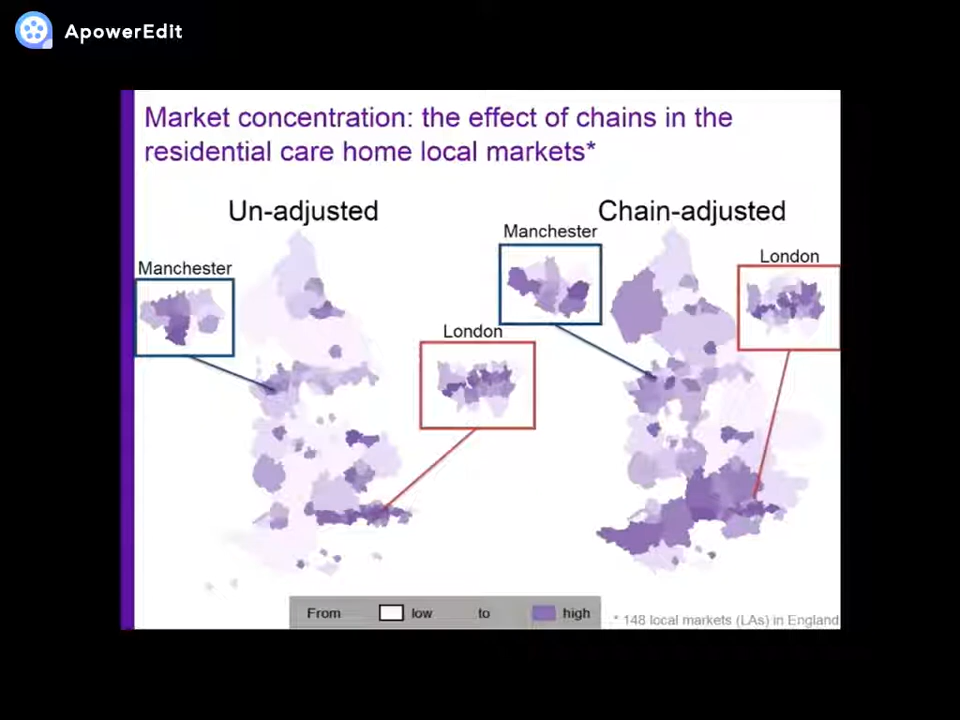 ApowerEdit
Market concentration: the effect of chains in the
residential care home local markets*
Un-adjusted
Chain-adjusted
Manchester
London
Manchester
London
From low to high
* 148 local markets (LAs) in England